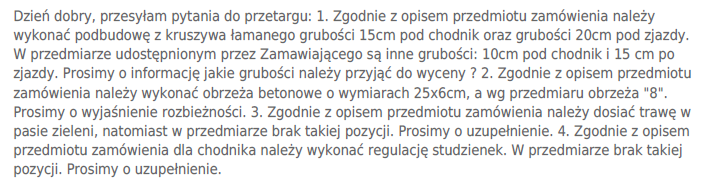 Dzień dobry, przesyłam pytania do przetargu: 1. Zgodnie z opisem przedmiotu zamówienia należy
wykonać podbudowę z kruszywa łamanego grubości 15cm pod chodnik oraz grubości 20cm pod zjazdy.
W przedmiarze udostępnionym przez Zamawiającego są inne grubości: 10cm pod chodnik i 15 cm po
zjazdy. Prosimy o informację jakie grubości należy przyjąć do wyceny ? 2. Zgodnie z opisem przedmiotu
zamówienia należy wykonać obrzeża betonowe o wymiarach 25x6cm, a wg przedmiaru obrzeża "8".
Prosimy o wyjaśnienie rozbieżności. 3. Zgodnie z opisem przedmiotu zamówienia należy dosiać trawę w
pasie zieleni, natomiast w przedmiarze brak takiej pozycji. Prosimy o uzupełnienie. 4. Zgodnie z opisem
przedmiotu zamówienia dla chodnika należy wykonać regulację studzienek. W przedmiarze brak takiej
pozycji. Prosimy o uzupełnienie.